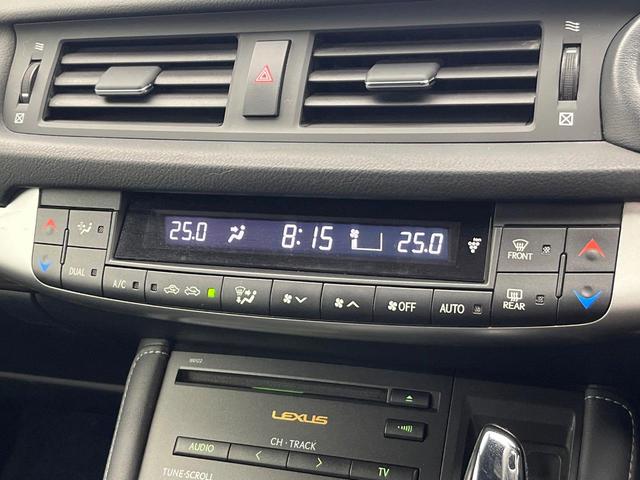 25.0 8:15 25.0
FRONT
DUAL
A/C
OFF
AUTO
REAR
LEXUS
CH · TRACK
AUDIO
< >
TV
TUNE·SCROLL